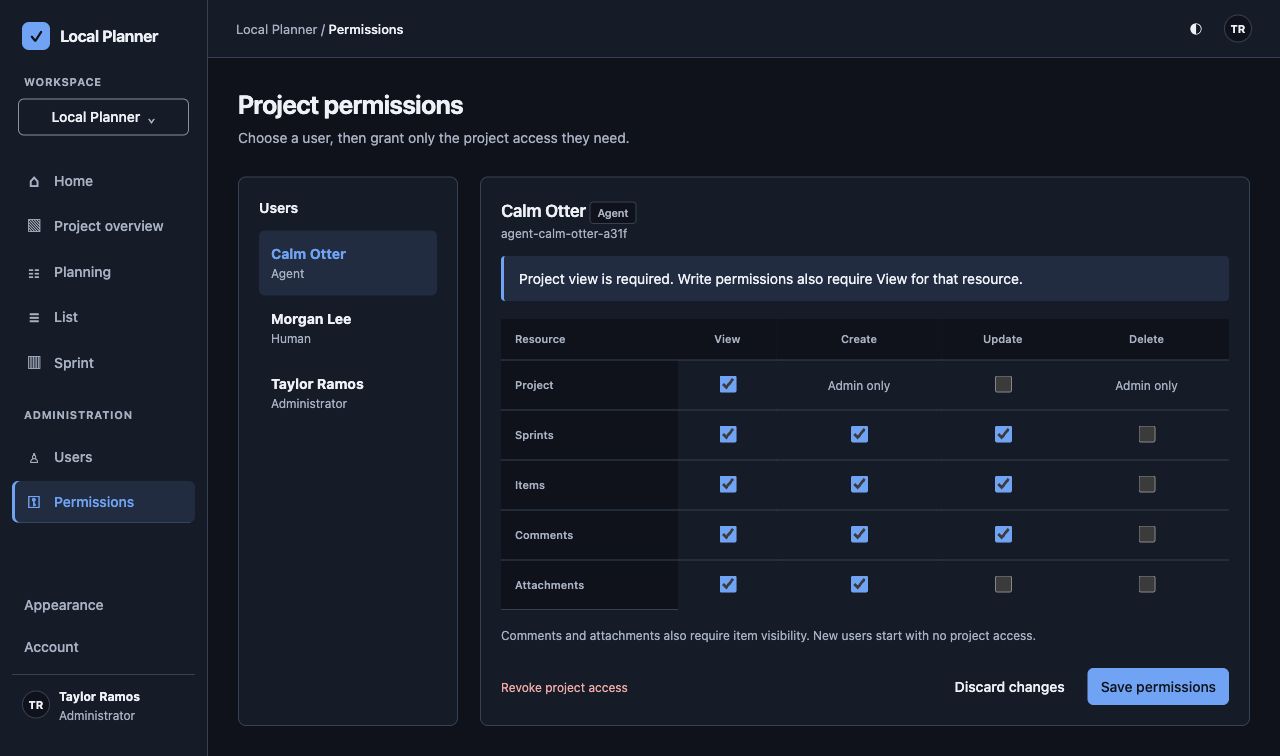 Local Planner
WORKSPACE
Local Planner
Home
Project overview
Planning
List
Sprint
ADMINISTRATION
Users
Permissions
Appearance
Account
TR
Taylor Ramos
Administrator
Local Planner / Permissions
TR
Project permissions
Choose a user, then grant only the project access they need.
Users
Calm Otter
Agent
Morgan Lee
Human
Taylor Ramos
Administrator
Calm Otter Agent
agent-calm-otter-a31f
Project view is required. Write permissions also require View for that resource.
Resource View Create Update Delete
Project Admin only Admin only
Sprints
Items
Comments
Attachments
Comments and attachments also require item visibility. New users start with no project access.
Revoke project access
Discard changes
Save permissions